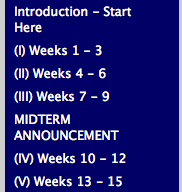 Introduction - Start
Here
(I) Weeks 1 - 3
(II) Weeks 4 - 6
(III) Weeks 7 - 9
MIDTERM
ANNOUNCEMENT
(IV) Weeks 10 - 12
(V) Weeks 13 - 15